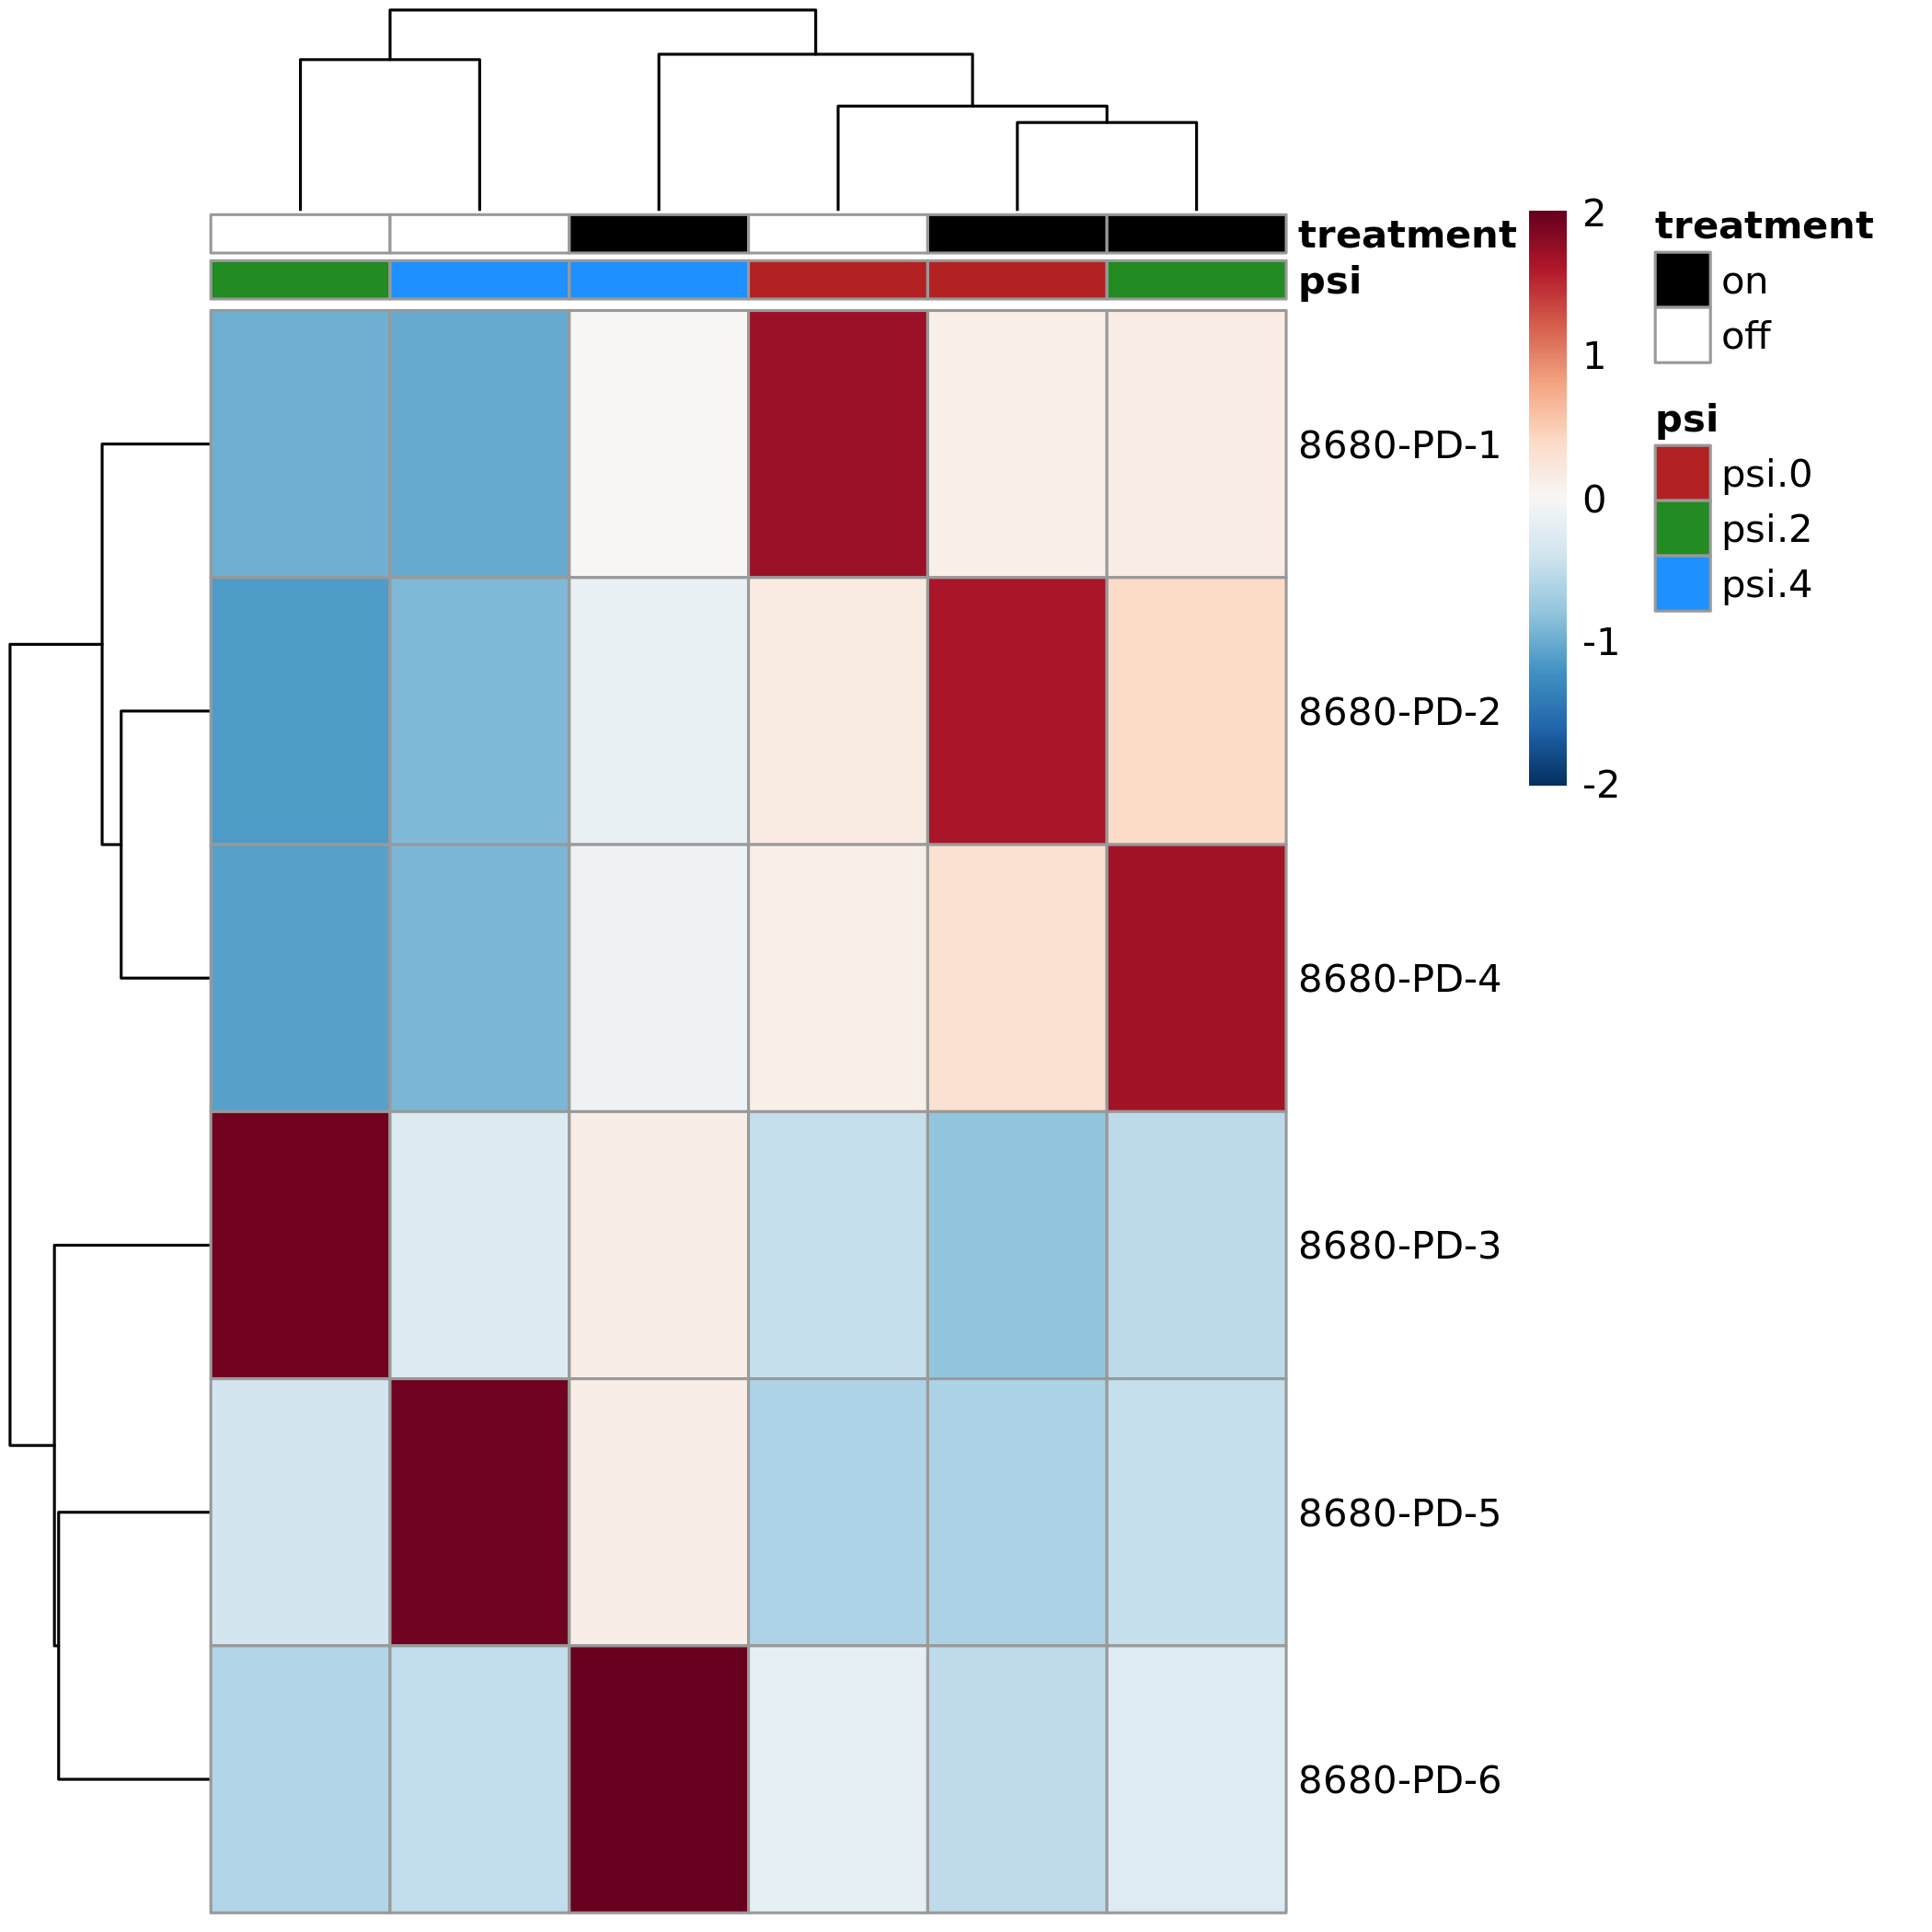 treatment
psi
8680-PD-1
8680-PD-2
8680-PD-4
8680-PD-3
8680-PD-5
8680-PD-6
2
1
0
-1
-2
treatment
on
off
psi
psi.0
psi.2
psi.4